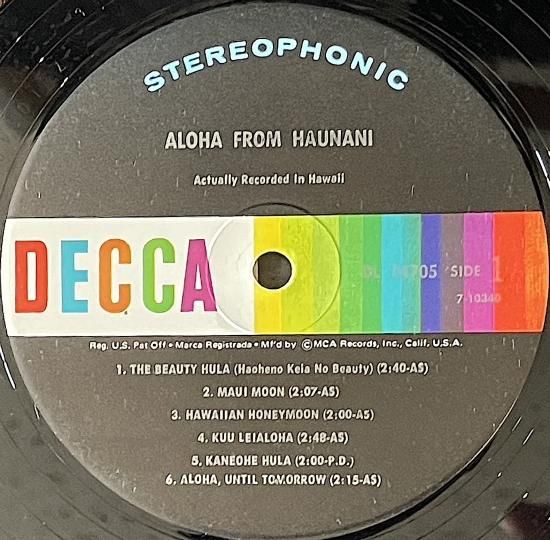 STEREOPHONIC
ALOHA FROM HAUNANI
Actually Recorded In Hawaii
DECCA
DL 74705 SIDE 1
7-10340
Reg. U.S. Pat Off • Marca Registrada • Mf'd by ©MCA Records, Inc., Calif. U.S.A.
1. THE BEAUTY HULA (Haoheno Keia No Beauty) (2:40-AS)
2. MAUI MOON (2:07-AS)
3. HAWAIIAN HONEYMOON (2:00-AS)
4. KUU LEIALOHA (2:48-AS)
5. KANEOHE HULA (2:00-P.D.)
6. ALOHA, UNTIL TOMORROW (2:15-AS)